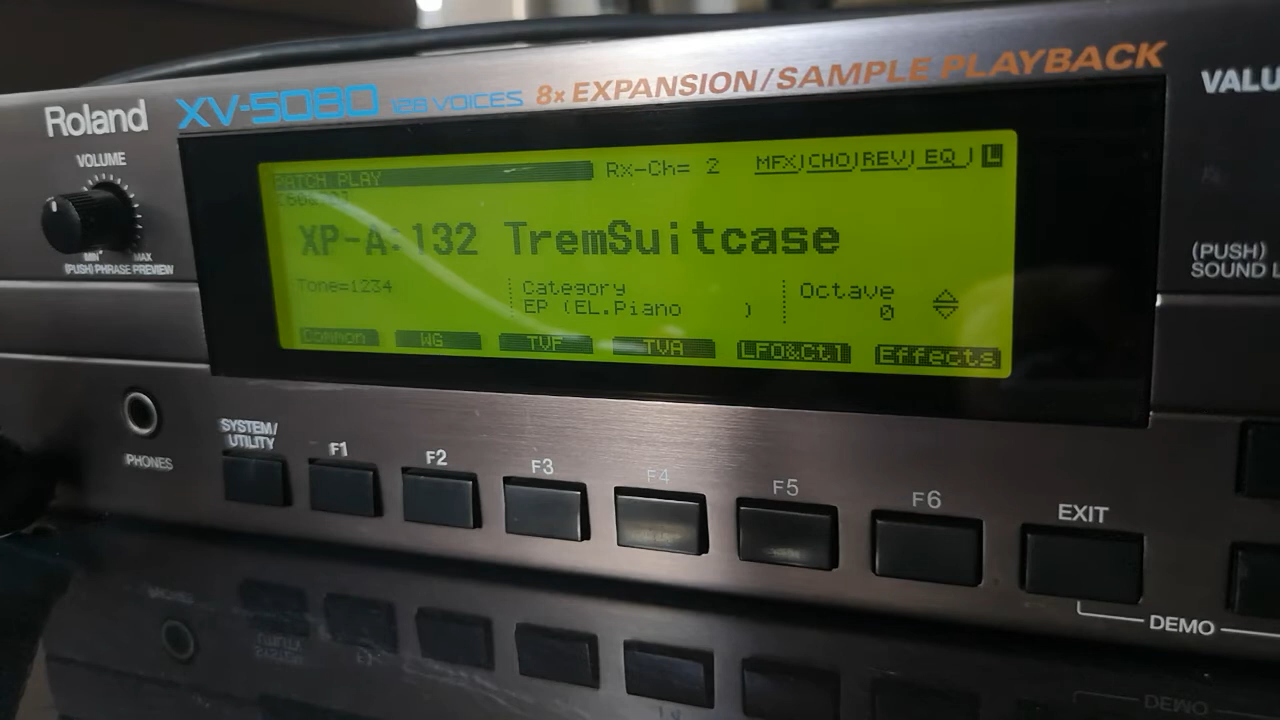 Roland XV-5080 128 VOICES 8x EXPANSION/SAMPLE PLAYBACK
VALU
VOLUME
MIN MAX
(PUSH) PHRASE PREVIEW
PATCH PLAY Rx-Ch= 2 MFX CHO REV EQ L
XP-A:132 TremSuitcase
Tone=1234 Category Octave
EP (EL.Piano ) 0
Common WG TVF TVA LFO&Ctl Effects
(PUSH)
SOUND L
PHONES
SYSTEM/
UTILITY
F1 F2 F3 F4 F5 F6 EXIT
DEMO